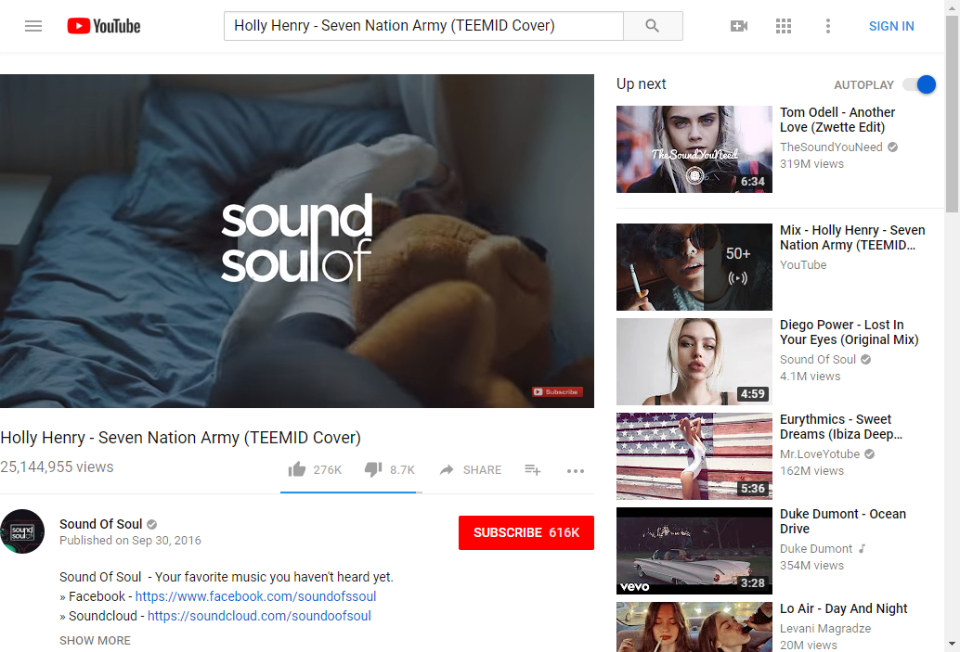 YouTube
Holly Henry - Seven Nation Army (TEEMID Cover)
SIGN IN
sound
soulof
Subscribe
Holly Henry - Seven Nation Army (TEEMID Cover)
25,144,955 views
276K
8.7K
SHARE
sound
soulof
Sound Of Soul
Published on Sep 30, 2016
SUBSCRIBE 616K
Sound Of Soul - Your favorite music you haven't heard yet.
» Facebook - https://www.facebook.com/soundofssoul
» Soundcloud - https://soundcloud.com/soundoofsoul
SHOW MORE
Up next
AUTOPLAY
TheSoundYouNeed
6:34
Tom Odell - Another
Love (Zwette Edit)
TheSoundYouNeed
319M views
50+
Mix - Holly Henry - Seven
Nation Army (TEEMID...
YouTube
4:59
Diego Power - Lost In
Your Eyes (Original Mix)
Sound Of Soul
4.1M views
5:36
Eurythmics - Sweet
Dreams (Ibiza Deep...
Mr.LoveYotube
162M views
vevo
3:28
Duke Dumont - Ocean
Drive
Duke Dumont
354M views
Lo Air - Day And Night
Levani Magradze
20M views